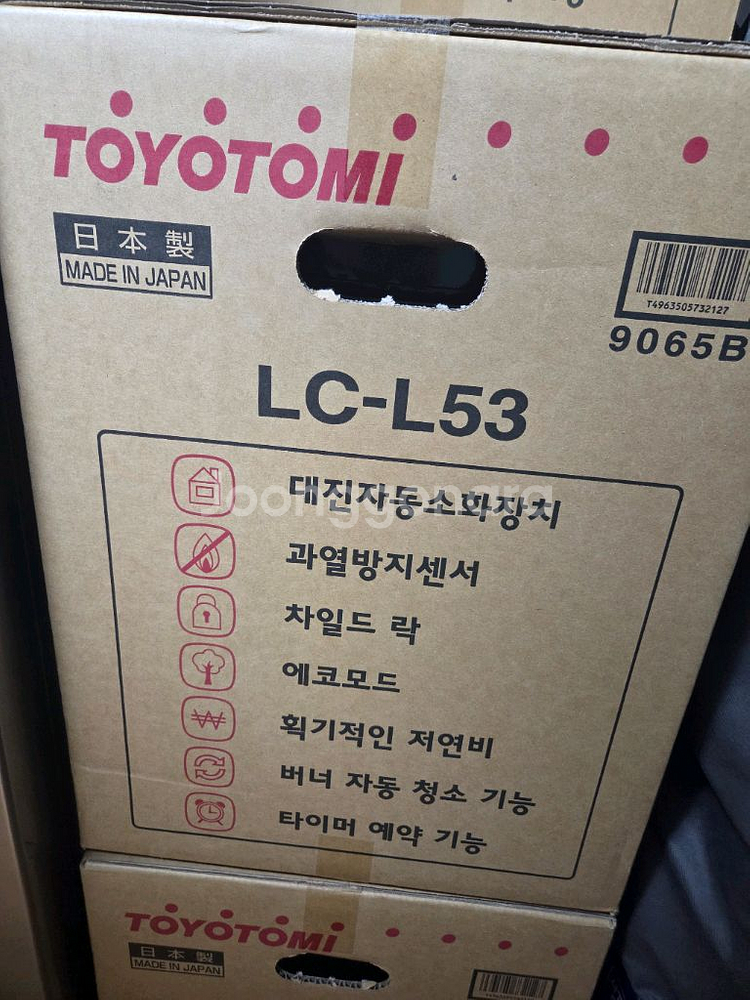 TOYOTOMI
日本製
MADE IN JAPAN
T4963505732127
9065B
LC-L53
joonggonara
대진자동소화장치
과열방지센서
차일드 락
에코모드
획기적인 저연비
버너 자동 청소 기능
타이머 예약 기능
TOYOTOMI
日本製
MADE IN JAPAN